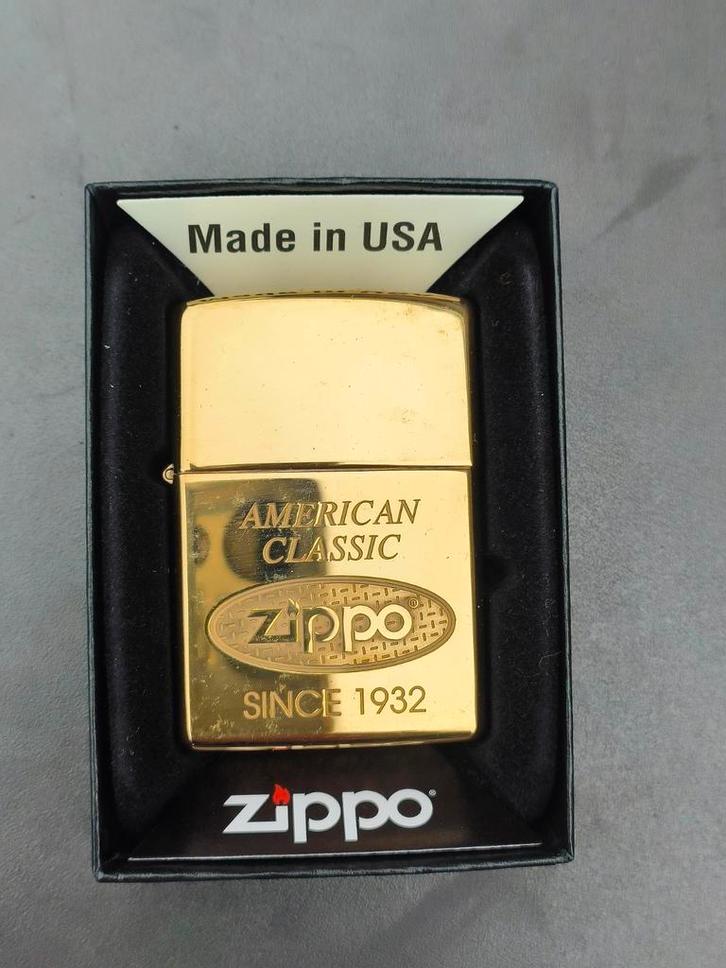 Made in USA
AMERICAN
CLASSIC
zippo®
SINCE 1932
zippo®